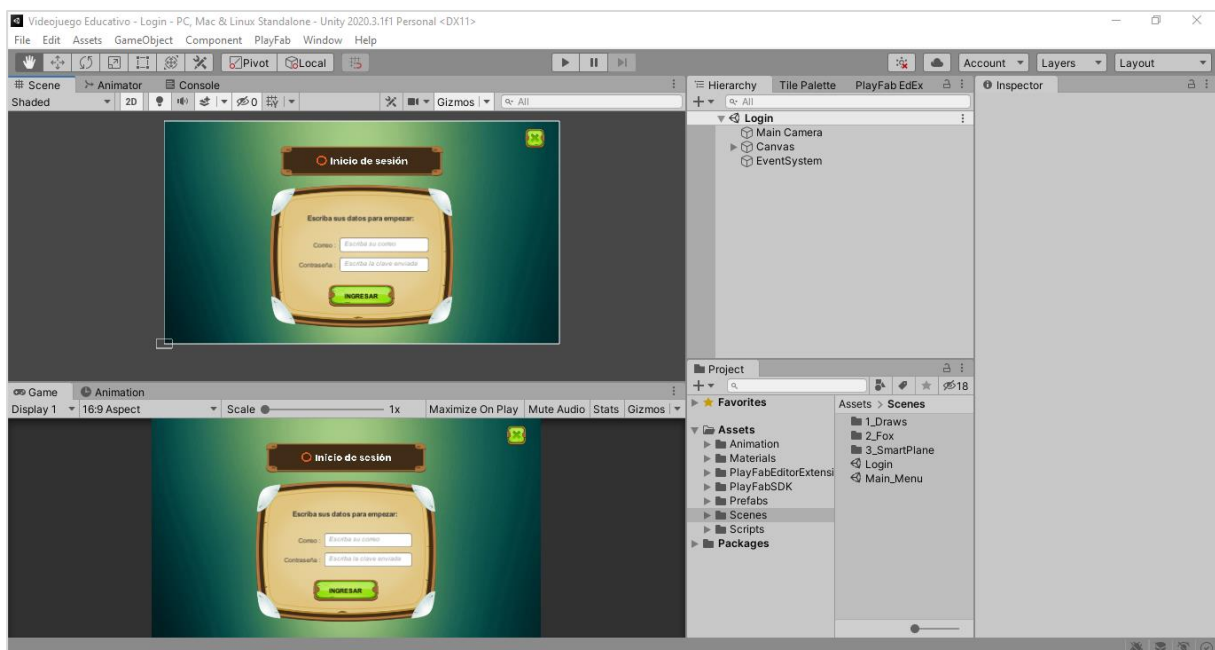 Videojuego Educativo - Login - PC, Mac & Linux Standalone - Unity 2020.3.1f1 Personal <DX11>
File Edit Assets GameObject Component PlayFab Window Help
Pivot Local Account Layers Layout
Scene Animator Console
Shaded 2D 0 Gizmos All
Inicio de sesión
Escriba sus datos para empezar:
Correo : Escriba su correo
Contraseña : Escriba la clave enviada
INGRESAR
Game Animation
Display 1 16:9 Aspect Scale 1x Maximize On Play Mute Audio Stats Gizmos
Inicio de sesión
Escriba sus datos para empezar:
Correo : Escriba su correo
Contraseña : Escriba la clave enviada
INGRESAR
Hierarchy Tile Palette PlayFab EdEx
All
Login
Main Camera
Canvas
EventSystem
Project
18
Favorites
Assets
Animation
Materials
PlayFabEditorExtensi
PlayFabSDK
Prefabs
Scenes
Scripts
Packages
Assets > Scenes
1_Draws
2_Fox
3_SmartPlane
Login
Main_Menu
Inspector